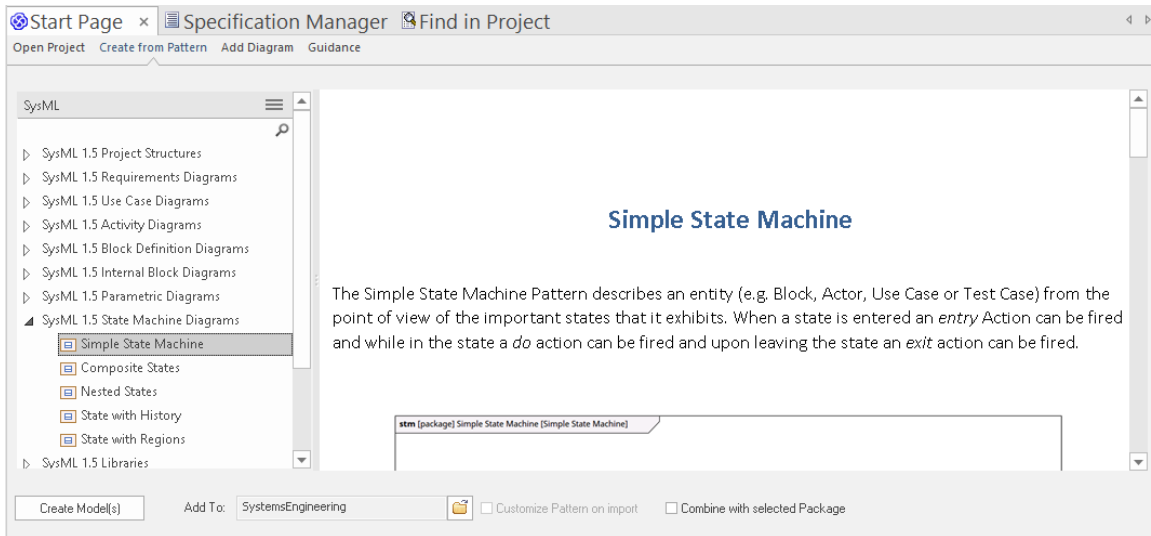 Start Page × Specification Manager Find in Project
Open Project Create from Pattern Add Diagram Guidance
SysML
SysML 1.5 Project Structures
SysML 1.5 Requirements Diagrams
SysML 1.5 Use Case Diagrams
SysML 1.5 Activity Diagrams
SysML 1.5 Block Definition Diagrams
SysML 1.5 Internal Block Diagrams
SysML 1.5 Parametric Diagrams
SysML 1.5 State Machine Diagrams
Simple State Machine
Composite States
Nested States
State with History
State with Regions
SysML 1.5 Libraries
Simple State Machine
The Simple State Machine Pattern describes an entity (e.g. Block, Actor, Use Case or Test Case) from the
point of view of the important states that it exhibits. When a state is entered an entry Action can be fired
and while in the state a do action can be fired and upon leaving the state an exit action can be fired.
stm [package] Simple State Machine [Simple State Machine]
Create Model(s) Add To: SystemsEngineering Customize Pattern on import Combine with selected Package